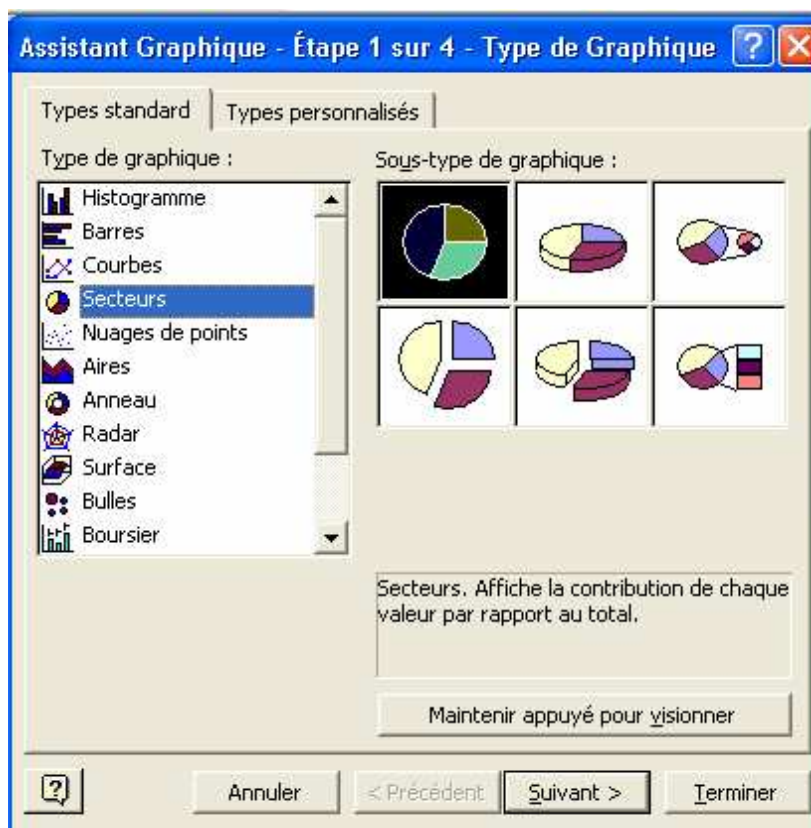 Assistant Graphique - Étape 1 sur 4 - Type de Graphique
Types standard
Types personnalisés
Type de graphique :
Histogramme
Barres
Courbes
Secteurs
Nuages de points
Aires
Anneau
Radar
Surface
Bulles
Boursier
Sous-type de graphique :
Secteurs. Affiche la contribution de chaque
valeur par rapport au total.
Maintenir appuyé pour visionner
Annuler
< Précédent
Suivant >
Terminer